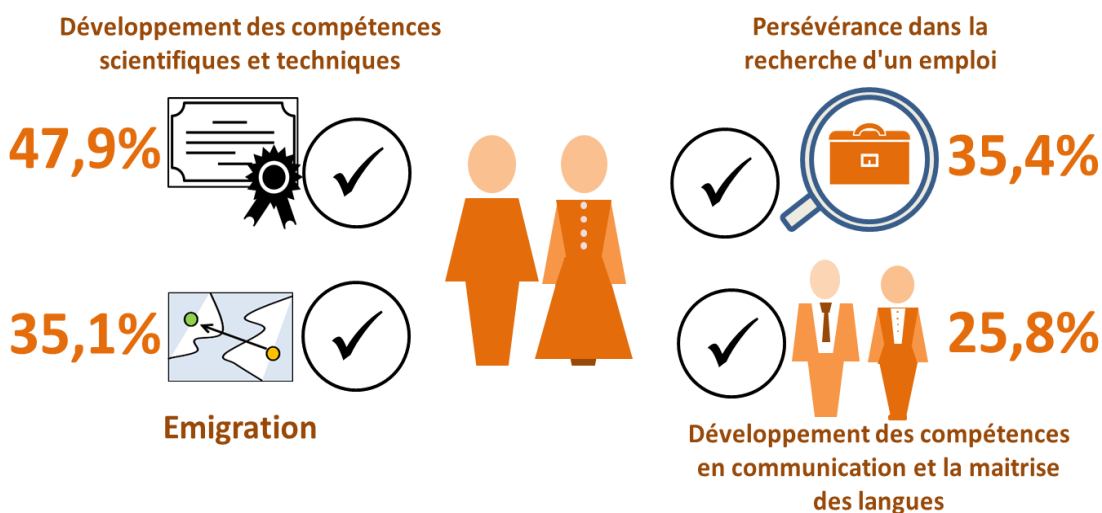 Développement des compétences
scientifiques et techniques
47,9%
Persévérance dans la
recherche d'un emploi
35,4%
35,1%
Emigration
25,8%
Développement des compétences
en communication et la maitrise
des langues